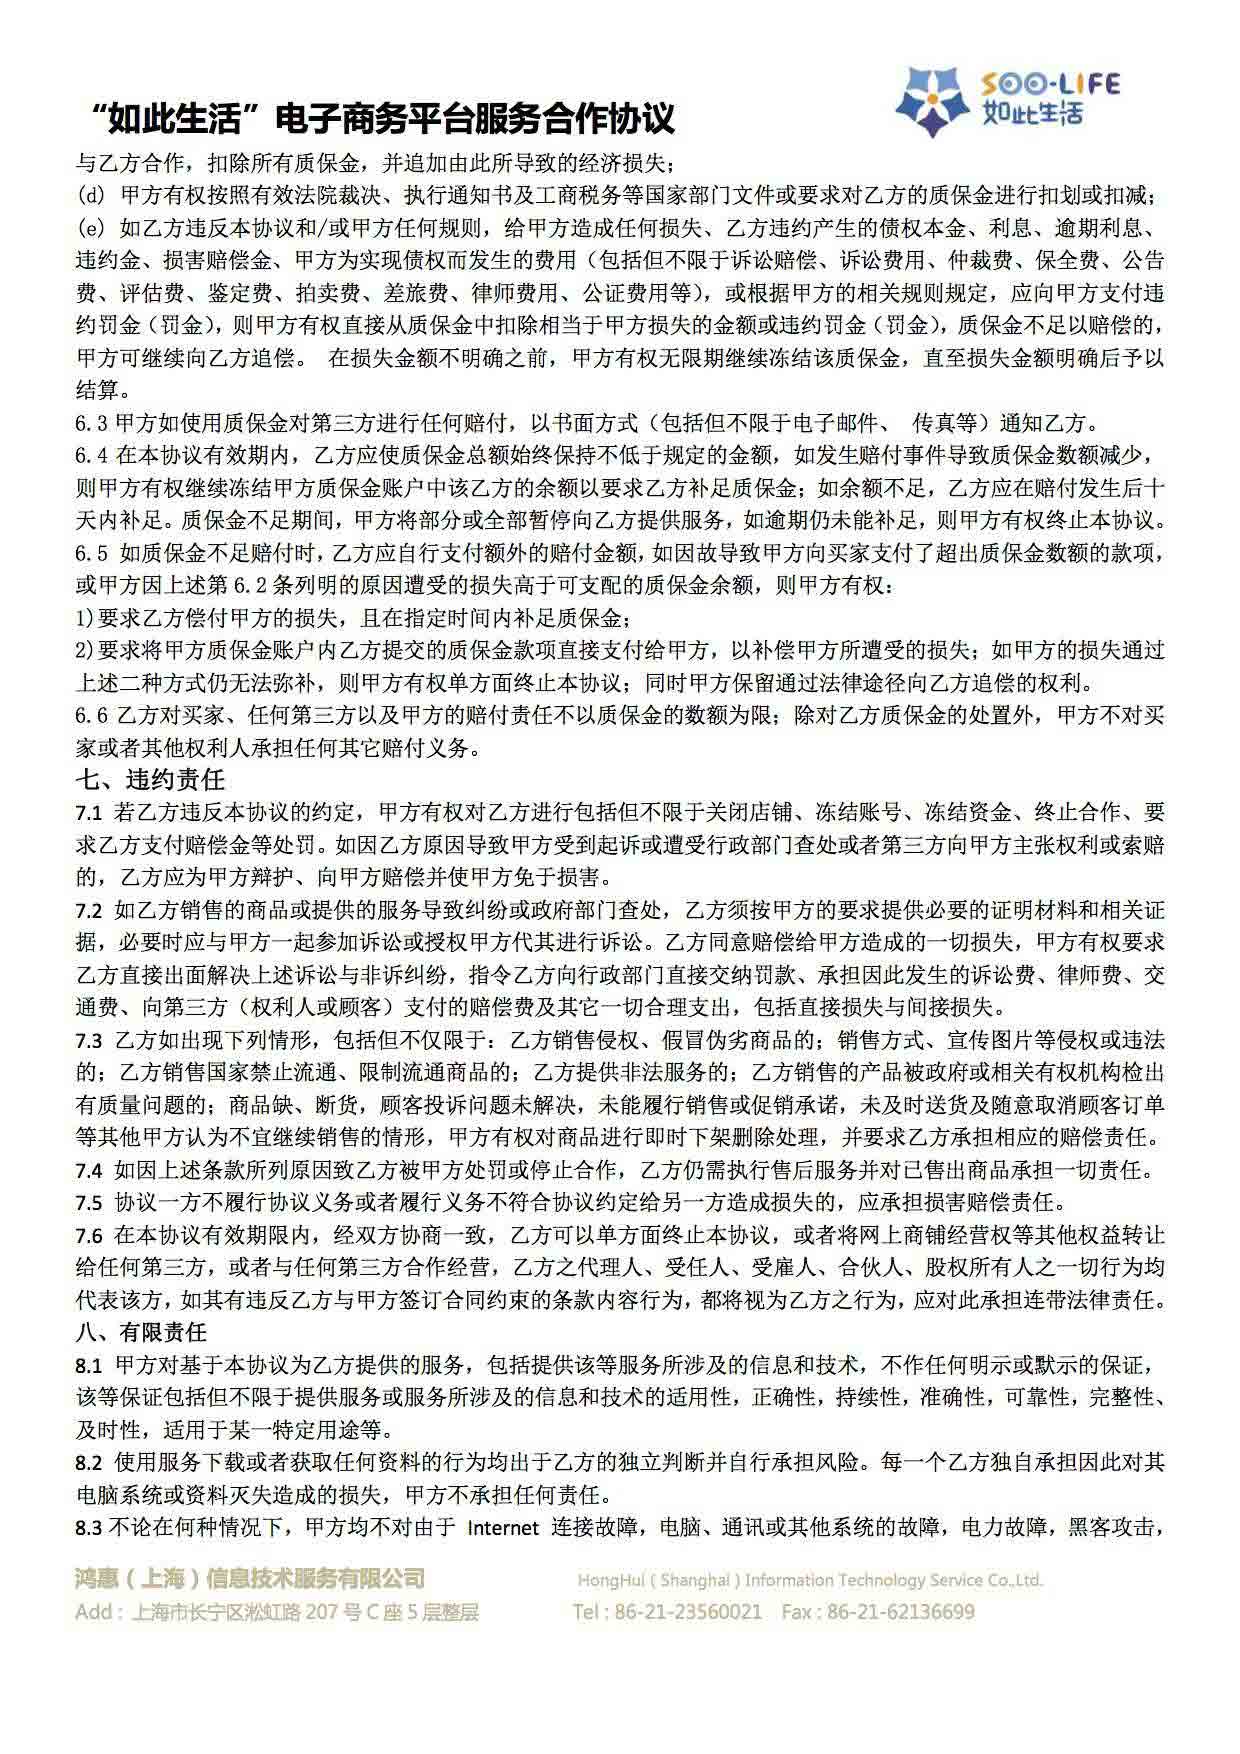 “如此生活”电子商务平台服务合作协议
SOO-LIFE
如此生活
与乙方合作，扣除所有质保金，并追加由此所导致的经济损失；
(d) 甲方有权按照有效法院裁决、执行通知书及工商税务等国家部门文件或要求对乙方的质保金进行扣划或扣减；
(e) 如乙方违反本协议和/或甲方任何规则，给甲方造成任何损失、乙方违约产生的债权本金、利息、逾期利息、
违约金、损害赔偿金、甲方为实现债权而发生的费用（包括但不限于诉讼赔偿、诉讼费用、仲裁费、保全费、公告
费、评估费、鉴定费、拍卖费、差旅费、律师费用、公证费用等），或根据甲方的相关规则规定，应向甲方支付违
约罚金（罚金），则甲方有权直接从质保金中扣除相当于甲方损失的金额或违约罚金（罚金），质保金不足以赔偿的，
甲方可继续向乙方追偿。 在损失金额不明确之前，甲方有权无限期继续冻结该质保金，直至损失金额明确后予以
结算。
6.3 甲方如使用质保金对第三方进行任何赔付，以书面方式（包括但不限于电子邮件、 传真等）通知乙方。
6.4 在本协议有效期内，乙方应使质保金总额始终保持不低于规定的金额，如发生赔付事件导致质保金数额减少，
则甲方有权继续冻结甲方质保金账户中该乙方的余额以要求乙方补足质保金；如余额不足，乙方应在赔付发生后十
天内补足。质保金不足期间，甲方将部分或全部暂停向乙方提供服务，如逾期仍未能补足，则甲方有权终止本协议。
6.5 如质保金不足赔付时，乙方应自行支付额外的赔付金额，如因故导致甲方向买家支付了超出质保金数额的款项，
或甲方因上述第 6.2 条列明的原因遭受的损失高于可支配的质保金余额，则甲方有权：
1)要求乙方偿付甲方的损失，且在指定时间内补足质保金；
2)要求将甲方质保金账户内乙方提交的质保金款项直接支付给甲方，以补偿甲方所遭受的损失；如甲方的损失通过
上述二种方式仍无法弥补，则甲方有权单方面终止本协议；同时甲方保留通过法律途径向乙方追偿的权利。
6.6 乙方对买家、任何第三方以及甲方的赔付责任不以质保金的数额为限；除对乙方质保金的处置外，甲方不对买
家或者其他权利人承担任何其它赔付义务。
七、违约责任
7.1 若乙方违反本协议的约定，甲方有权对乙方进行包括但不限于关闭店铺、冻结账号、冻结资金、终止合作、要
求乙方支付赔偿金等处罚。如因乙方原因导致甲方受到起诉或遭受行政部门查处或者第三方向甲方主张权利或索赔
的，乙方应为甲方辩护、向甲方赔偿并使甲方免于损害。
7.2 如乙方销售的商品或提供的服务导致纠纷或政府部门查处，乙方须按甲方的要求提供必要的证明材料和相关证
据，必要时应与甲方一起参加诉讼或授权甲方代其进行诉讼。乙方同意赔偿给甲方造成的一切损失，甲方有权要求
乙方直接出面解决上述诉讼与非诉纠纷，指令乙方向行政部门直接交纳罚款、承担因此发生的诉讼费、律师费、交
通费、向第三方（权利人或顾客）支付的赔偿费及其它一切合理支出，包括直接损失与间接损失。
7.3 乙方如出现下列情形，包括但不仅限于：乙方销售侵权、假冒伪劣商品的；销售方式、宣传图片等侵权或违法
的；乙方销售国家禁止流通、限制流通商品的；乙方提供非法服务的；乙方销售的产品被政府或相关有权机构检出
有质量问题的；商品缺、断货，顾客投诉问题未解决，未能履行销售或促销承诺，未及时送货及随意取消顾客订单
等其他甲方认为不宜继续销售的情形，甲方有权对商品进行即时下架删除处理，并要求乙方承担相应的赔偿责任。
7.4 如因上述条款所列原因致乙方被甲方处罚或停止合作，乙方仍需执行售后服务并对已售出商品承担一切责任。
7.5 协议一方不履行协议义务或者履行义务不符合协议约定给另一方造成损失的，应承担损害赔偿责任。
7.6 在本协议有效期限内，经双方协商一致，乙方可以单方面终止本协议，或者将网上商铺经营权等其他权益转让
给任何第三方，或者与任何第三方合作经营，乙方之代理人、受任人、受雇人、合伙人、股权所有人之一切行为均
代表该方，如其有违反乙方与甲方签订合同约束的条款内容行为，都将视为乙方之行为，应对此承担连带法律责任。
八、有限责任
8.1 甲方对基于本协议为乙方提供的服务，包括提供该等服务所涉及的信息和技术，不作任何明示或默示的保证，
该等保证包括但不限于提供服务或服务所涉及的信息和技术的适用性，正确性，持续性，准确性，可靠性，完整性、
及时性，适用于某一特定用途等。
8.2 使用服务下载或者获取任何资料的行为均出于乙方的独立判断并自行承担风险。每一个乙方独自承担因此对其
电脑系统或资料灭失造成的损失，甲方不承担任何责任。
8.3 不论在何种情况下，甲方均不对由于 Internet 连接故障，电脑、通讯或其他系统的故障，电力故障，黑客攻击，
鸿惠（上海）信息技术服务有限公司 HongHui ( Shanghai ) Information Technology Service Co.,Ltd.
Add : 上海市长宁区淞虹路 207 号 C 座 5 层整层 Tel : 86-21-23560021 Fax : 86-21-62136699